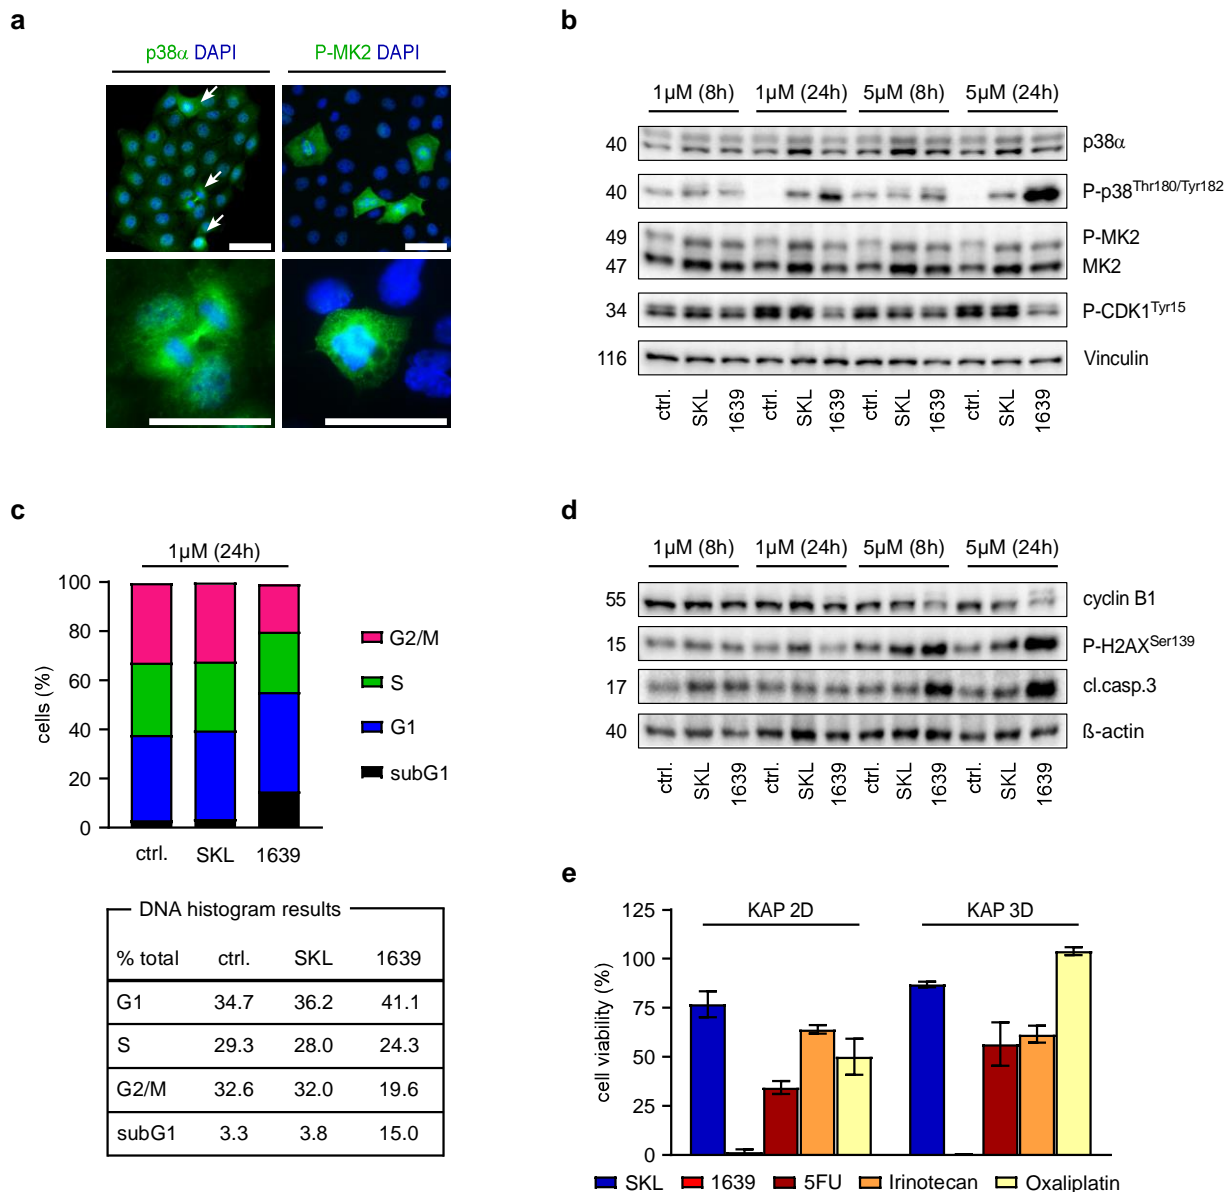 a
p38α DAPI
P-MK2 DAPI
b
1µM (8h) 1µM (24h) 5µM (8h) 5µM (24h)
40 p38α
40 P-p38Thr180/Tyr182
49 P-MK2
47 MK2
34 P-CDK1Tyr15
116 Vinculin
ctrl. SKL 1639 ctrl. SKL 1639 ctrl. SKL 1639 ctrl. SKL 1639
c
1µM (24h)
cells (%)
100
80
60
40
20
0
ctrl. SKL 1639
G2/M
S
G1
subG1
DNA histogram results
% total ctrl. SKL 1639
G1 34.7 36.2 41.1
S 29.3 28.0 24.3
G2/M 32.6 32.0 19.6
subG1 3.3 3.8 15.0
d
1µM (8h) 1µM (24h) 5µM (8h) 5µM (24h)
55 cyclin B1
15 P-H2AXSer139
17 cl.casp.3
40 ß-actin
ctrl. SKL 1639 ctrl. SKL 1639 ctrl. SKL 1639 ctrl. SKL 1639
e
KAP 2D KAP 3D
cell viability (%)
125
100
75
50
25
0
SKL 1639 5FU Irinotecan Oxaliplatin